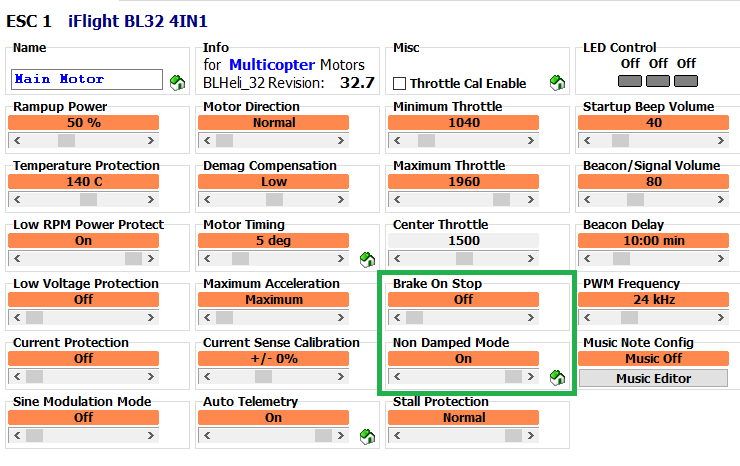 ESC 1 iFlight BL32 4IN1
Name
Main Motor
Info
for Multicopter Motors
BLHeli_32 Revision: 32.7
Misc
Throttle Cal Enable
LED Control
Off Off Off
Rampup Power
50 %
Motor Direction
Normal
Minimum Throttle
1040
Startup Beep Volume
40
Temperature Protection
140 C
Demag Compensation
Low
Maximum Throttle
1960
Beacon/Signal Volume
80
Low RPM Power Protect
On
Motor Timing
5 deg
Center Throttle
1500
Beacon Delay
10:00 min
Low Voltage Protection
Off
Maximum Acceleration
Maximum
Brake On Stop
Off
PWM Frequency
24 kHz
Current Protection
Off
Current Sense Calibration
+/- 0%
Non Damped Mode
On
Music Note Config
Music Off
Music Editor
Sine Modulation Mode
Off
Auto Telemetry
On
Stall Protection
Normal